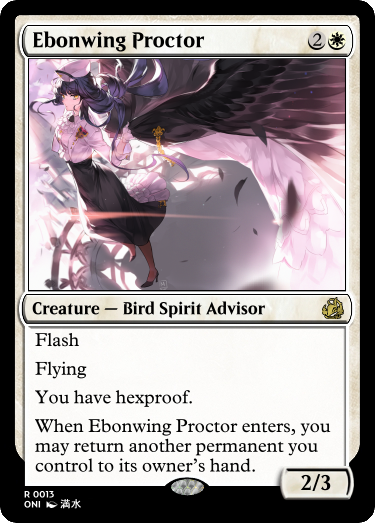 Ebonwing Proctor 2
Creature — Bird Spirit Advisor
Flash
Flying
You have hexproof.
When Ebonwing Proctor enters, you
may return another permanent you
control to its owner's hand.
2/3
R 0013
ONI 満水